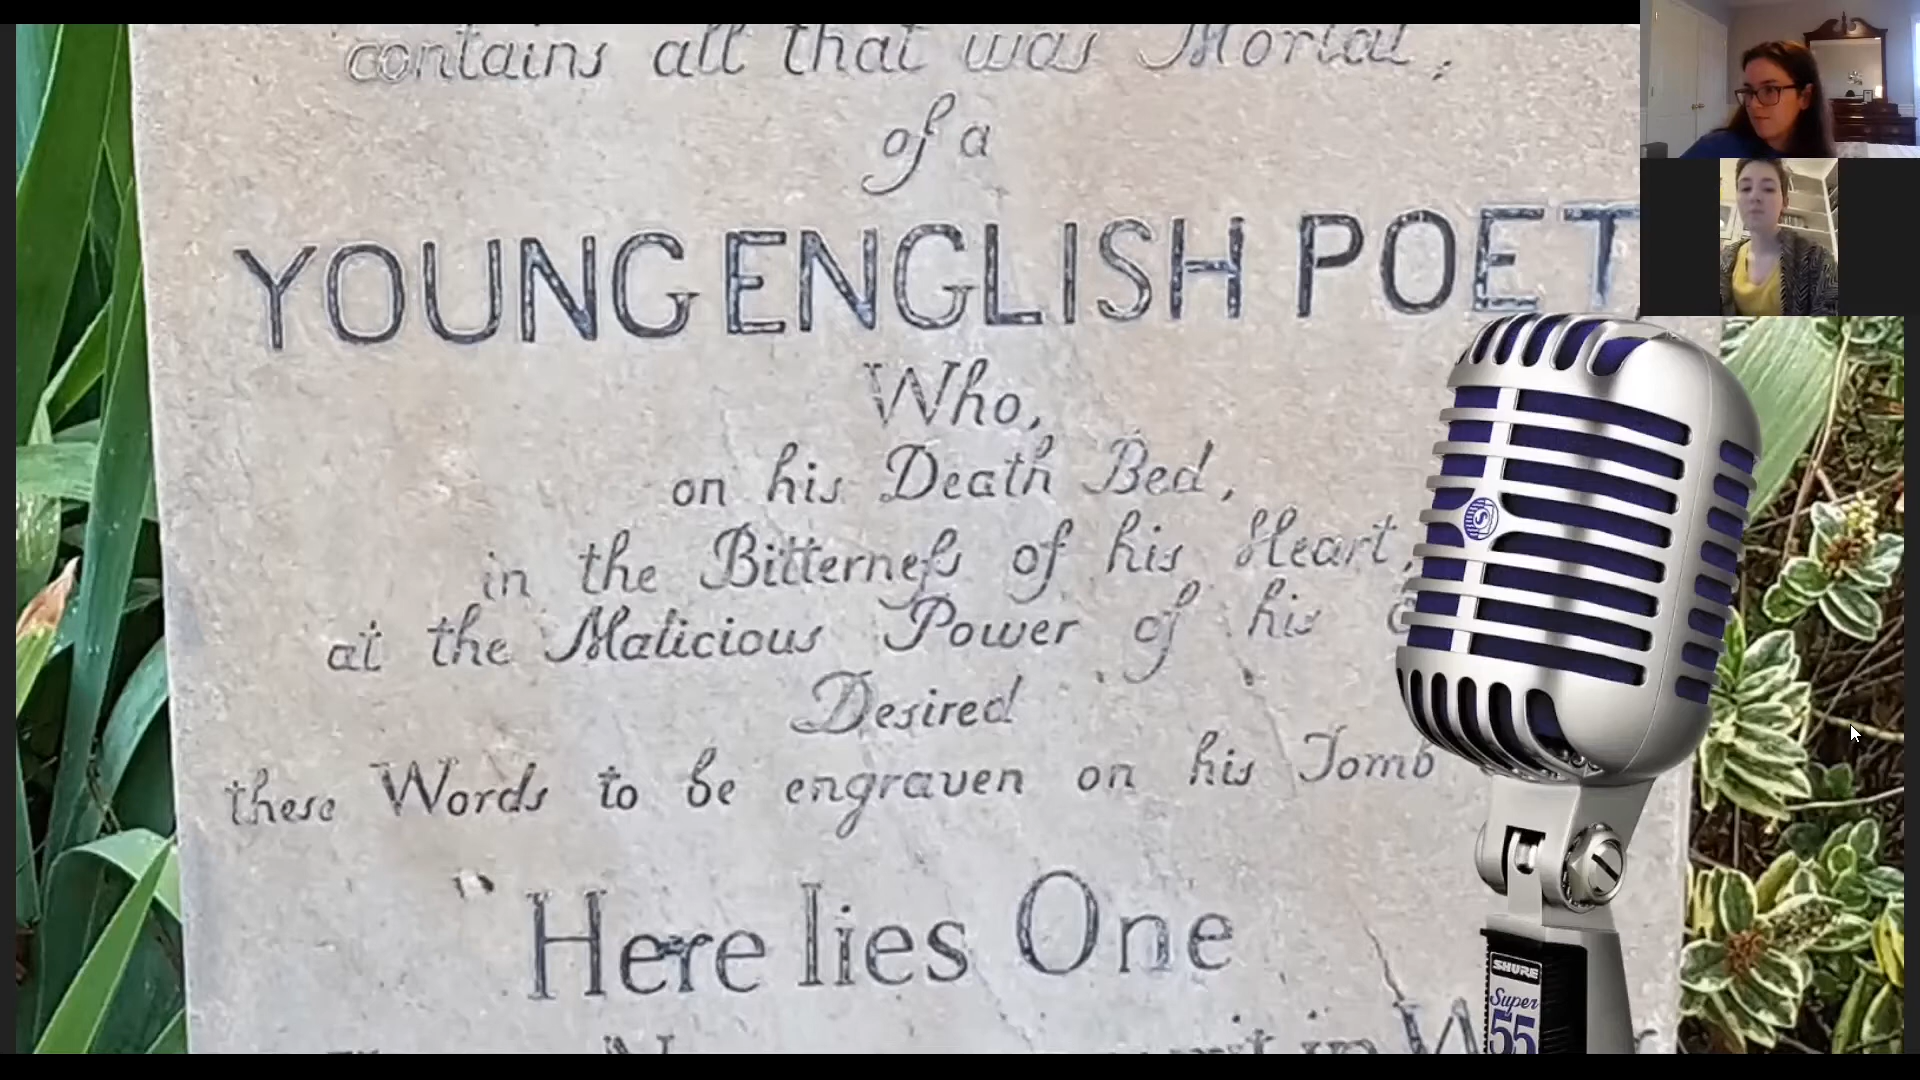 contains all that was Mortal,
of a
YOUNG ENGLISH POET
Who,
on his Death Bed,
in the Bitterneſs of his Heart,
at the Malicious Power of his
Desired
these Words to be engraven on his Tomb
"Here lies One
SHURE
Super
55